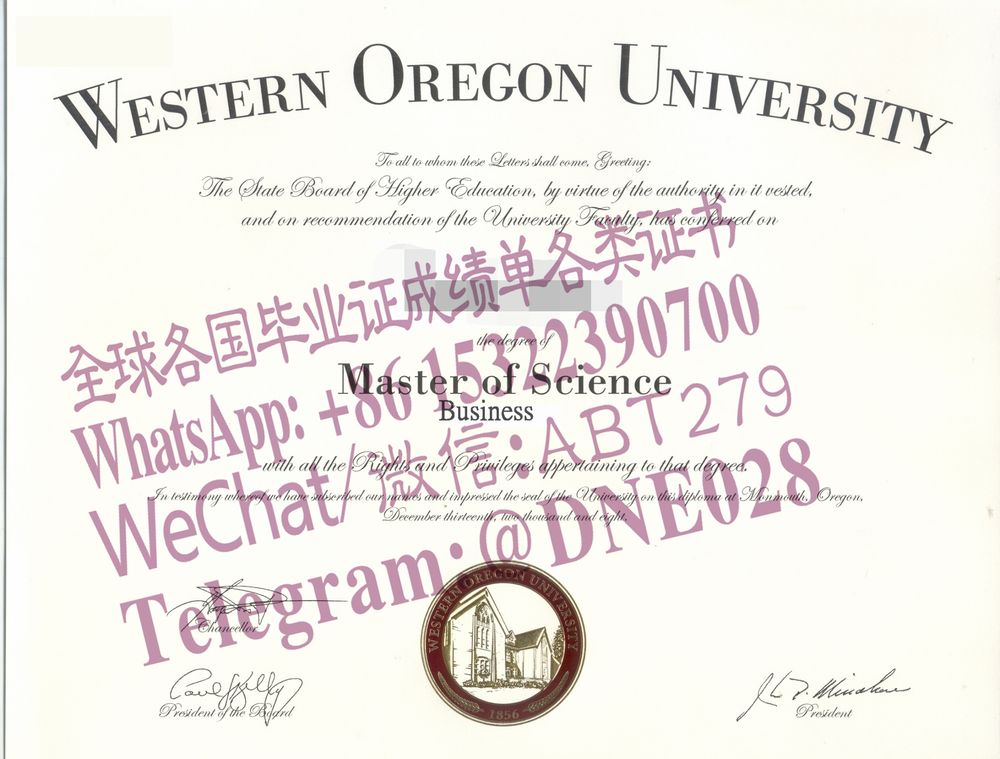 WESTERN OREGON UNIVERSITY
To all to whom these Letters shall come, Greeting:
The State Board of Higher Education, by virtue of the authority in it vested,
and on recommendation of the University Faculty, has conferred on
全球各国毕业证成绩单各类证书
the degree of
WhatsApp: +86 15322390700
Master of Science
Business
WeChat/微信:ABT279
with all the Rights and Privileges appertaining to that degree.
In testimony whereof we have subscribed our names and impressed the seal of the University on this diploma at Monmouth, Oregon,
December thirteenth, two thousand and eight.
Telegram:@DNE028
WESTERN OREGON UNIVERSITY
1856
Chancellor
President of the Board
President